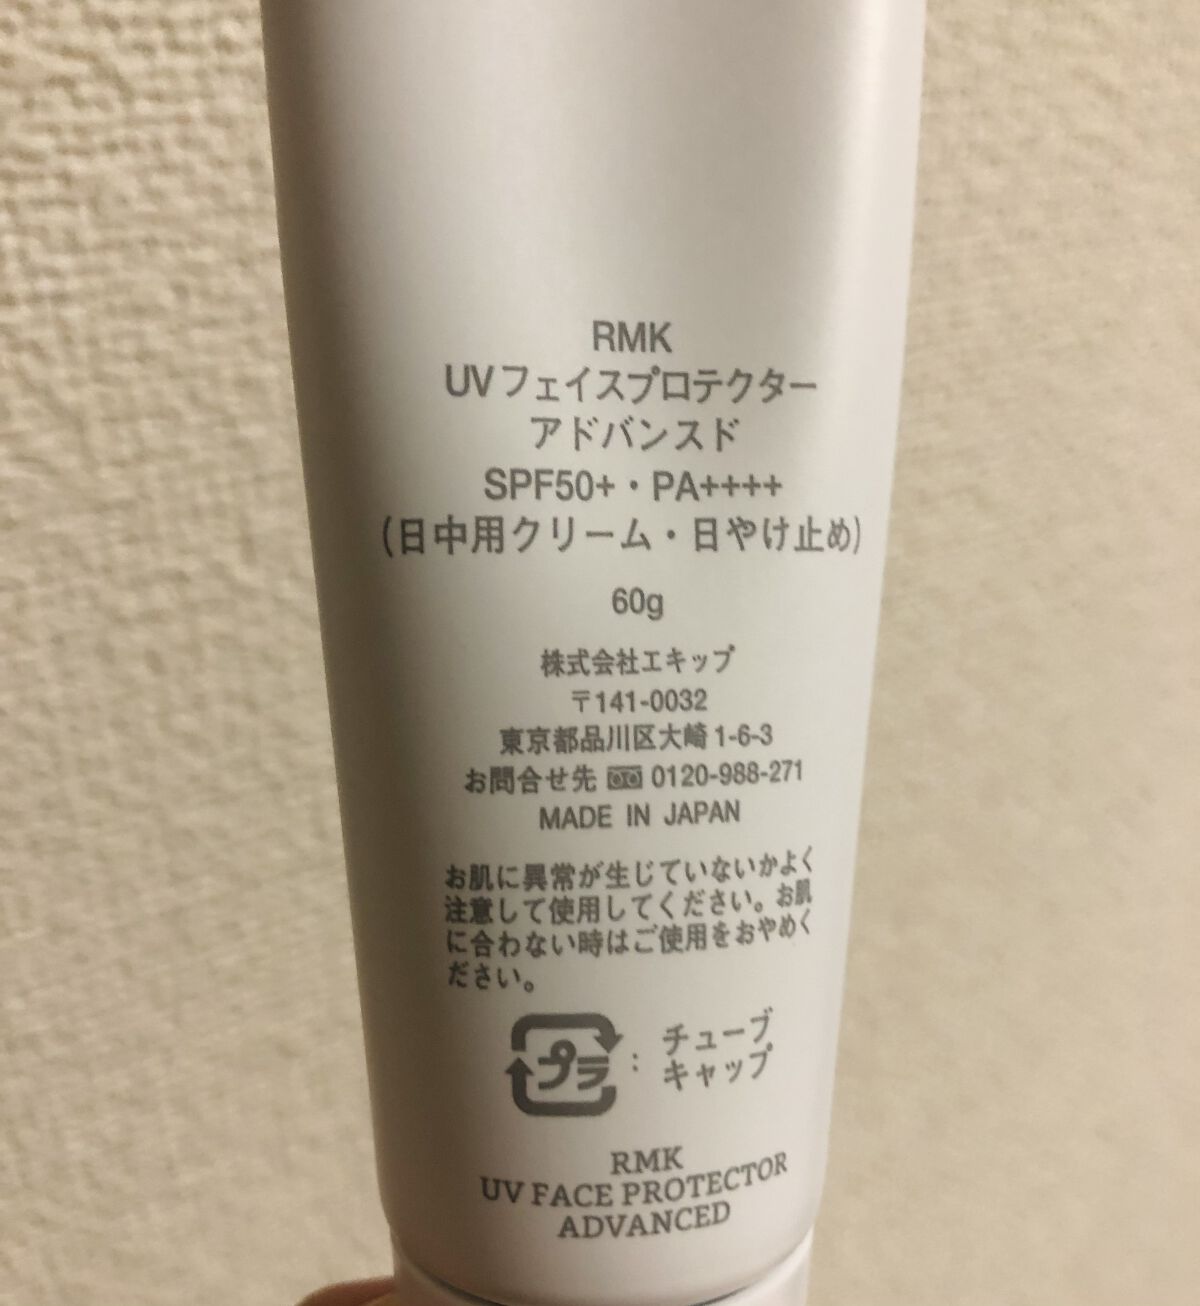 RMK
UVフェイスプロテクター
アドバンスド
SPF50+・PA++++
(日中用クリーム・日やけ止め)
60g
株式会社エキップ
〒141-0032
東京都品川区大崎1-6-3
お問合せ先 0120-988-271
MADE IN JAPAN
お肌に異常が生じていないかよく
注意して使用してください。お肌
に合わない時はご使用をおやめく
ださい。
プラ : チューブ
キャップ
RMK
UV FACE PROTECTOR
ADVANCED